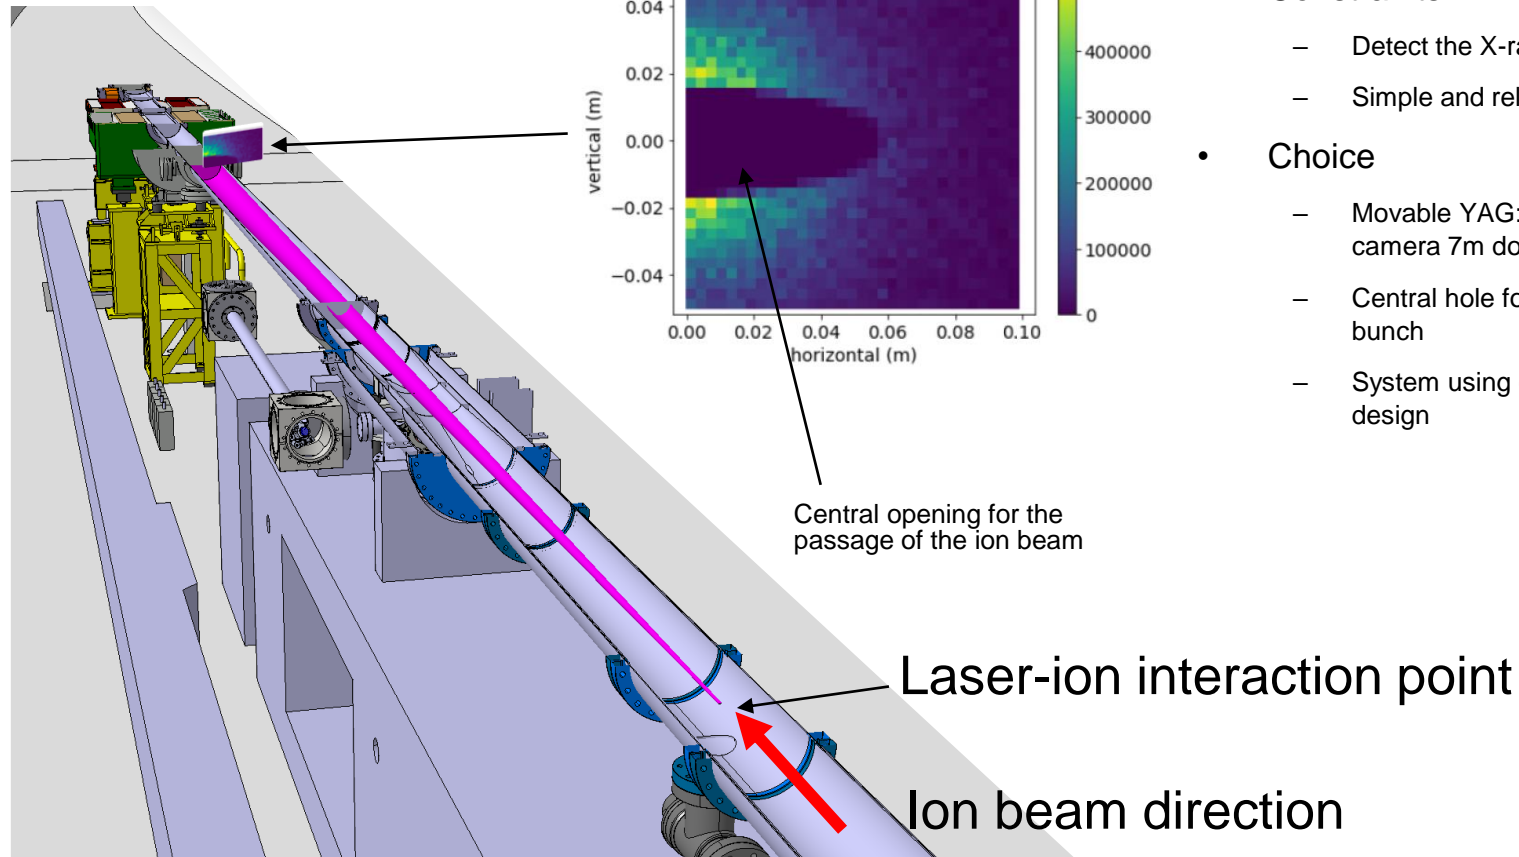 0.04
0.02
0.00
−0.02
−0.04
vertical (m)
0.00 0.02 0.04 0.06 0.08 0.10
horizontal (m)
400000
300000
200000
100000
0
– Detect the X-ra
– Simple and rel
• Choice
– Movable YAG:
camera 7m do
– Central hole fo
bunch
– System using
design
Central opening for the
passage of the ion beam
Laser-ion interaction point
Ion beam direction